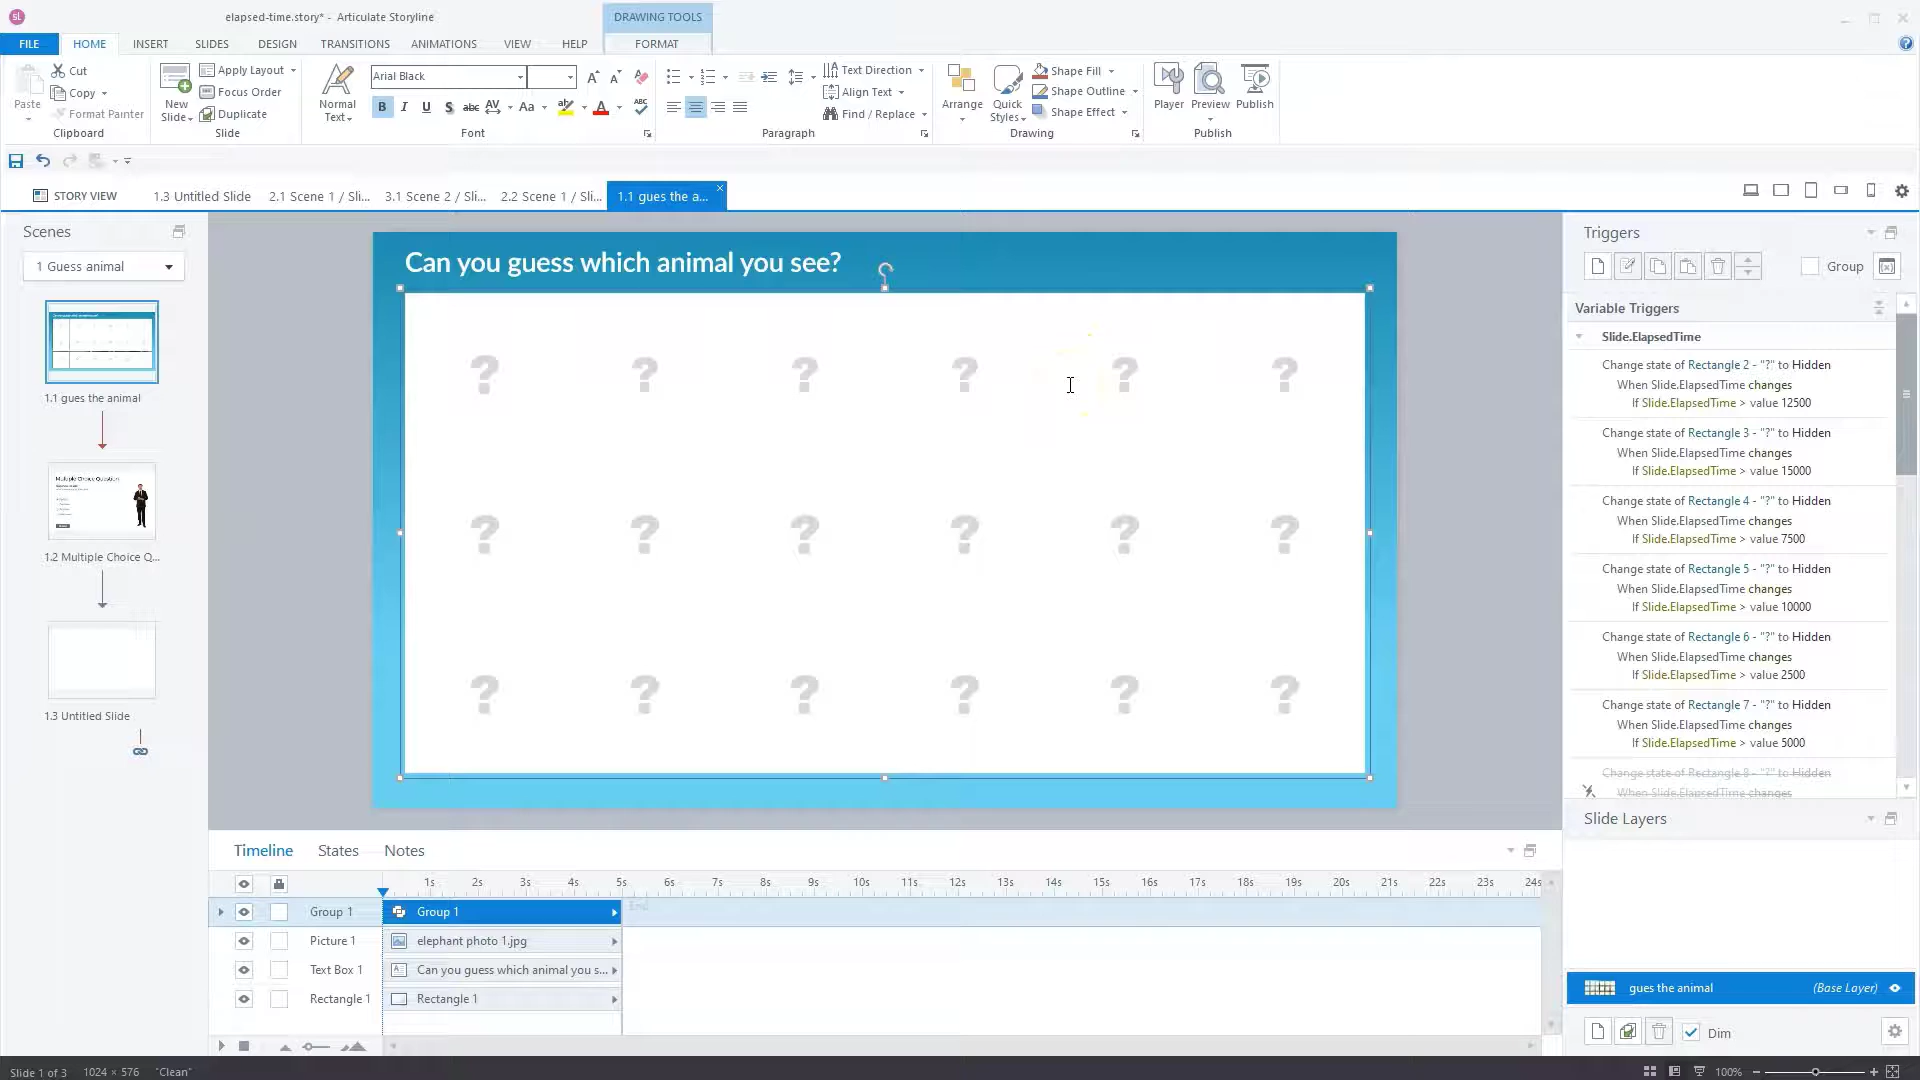 elapsed-time.story* - Articulate Storyline
DRAWING TOOLS
FILE HOME INSERT SLIDES DESIGN TRANSITIONS ANIMATIONS VIEW HELP FORMAT
Paste
Cut
Copy
Format Painter
Clipboard
New Slide
Apply Layout
Focus Order
Duplicate
Slide
Normal Text
Arial Black
B I U S abc AV Aa A ABC
Font
Text Direction
Align Text
Find / Replace
Paragraph
Arrange
Quick Styles
Shape Fill
Shape Outline
Shape Effect
Drawing
Player Preview Publish
Publish
STORY VIEW 1.3 Untitled Slide 2.1 Scene 1 / Sli... 3.1 Scene 2 / Sli... 2.2 Scene 1 / Sli... 1.1 gues the a...
Scenes
1 Guess animal
1.1 gues the animal
Multiple Choice Question
1.2 Multiple Choice Q...
1.3 Untitled Slide
Can you guess which animal you see?
? ? ? ? ? ?
? ? ? ? ? ?
? ? ? ? ? ?
Triggers
Group
Variable Triggers
Slide.ElapsedTime
Change state of Rectangle 2 - "?" to Hidden
When Slide.ElapsedTime changes
If Slide.ElapsedTime > value 12500
Change state of Rectangle 3 - "?" to Hidden
When Slide.ElapsedTime changes
If Slide.ElapsedTime > value 15000
Change state of Rectangle 4 - "?" to Hidden
When Slide.ElapsedTime changes
If Slide.ElapsedTime > value 7500
Change state of Rectangle 5 - "?" to Hidden
When Slide.ElapsedTime changes
If Slide.ElapsedTime > value 10000
Change state of Rectangle 6 - "?" to Hidden
When Slide.ElapsedTime changes
If Slide.ElapsedTime > value 2500
Change state of Rectangle 7 - "?" to Hidden
When Slide.ElapsedTime changes
If Slide.ElapsedTime > value 5000
Change state of Rectangle 8 - "?" to Hidden
When Slide.ElapsedTime changes
Slide Layers
gues the animal (Base Layer)
Dim
Timeline States Notes
1s 2s 3s 4s 5s 6s 7s 8s 9s 10s 11s 12s 13s 14s 15s 16s 17s 18s 19s 20s 21s 22s 23s 24s
Group 1 Group 1 End
Picture 1 elephant photo 1.jpg
Text Box 1 Can you guess which animal you s...
Rectangle 1 Rectangle 1
Slide 1 of 3 1024 × 576 "Clean" 100%